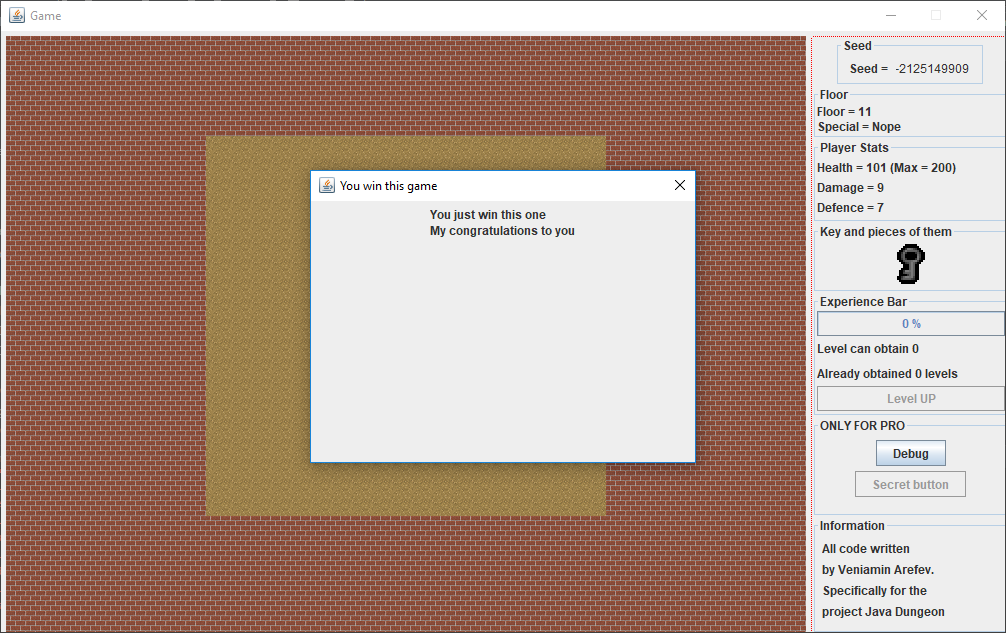 Game
Seed
Seed = -2125149909
Floor
Floor = 11
Special = Nope
Player Stats
Health = 101 (Max = 200)
Damage = 9
Defence = 7
Key and pieces of them
Experience Bar
0 %
Level can obtain 0
Already obtained 0 levels
Level UP
ONLY FOR PRO
Debug
Secret button
Information
All code written
by Veniamin Arefev.
Specifically for the
project Java Dungeon
You win this game
You just win this one
My congratulations to you